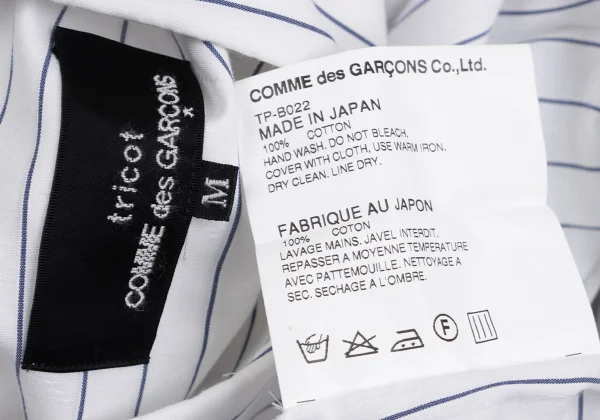 tricot
COMME des GARÇONS
M
COMME des GARÇONS Co.,Ltd.
TP-B022
MADE IN JAPAN
100% COTTON
HAND WASH. DO NOT BLEACH.
COVER WITH CLOTH, USE WARM IRON.
DRY CLEAN. LINE DRY.
FABRIQUE AU JAPON
100% COTON
LAVAGE MAINS. JAVEL INTERDIT.
REPASSER A MOYENNE TEMPERATURE
AVEC PATTEMOUILLE. NETTOYAGE A
SEC. SECHAGE A L'OMBRE.
F